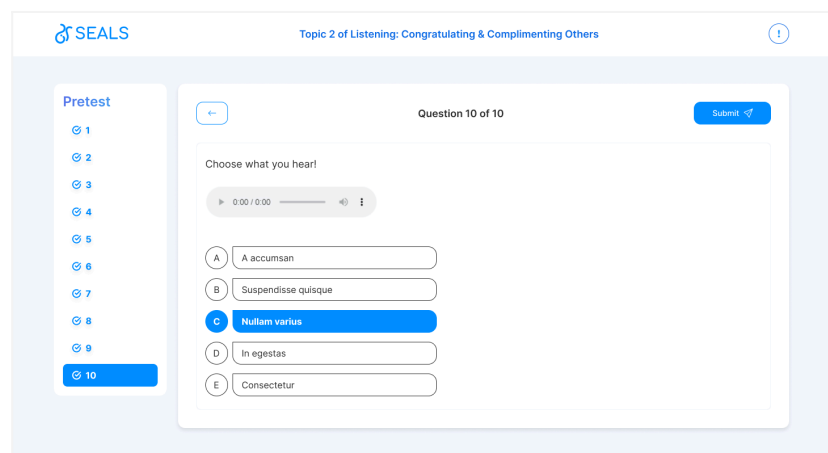 SEALS
Topic 2 of Listening: Congratulating & Complimenting Others
!
Pretest
1
2
3
4
5
6
7
8
9
10
Question 10 of 10
Submit
Choose what you hear!
0:00 / 0:00
A A accumsan
B Suspendisse quisque
C Nullam varius
D In egestas
E Consectetur